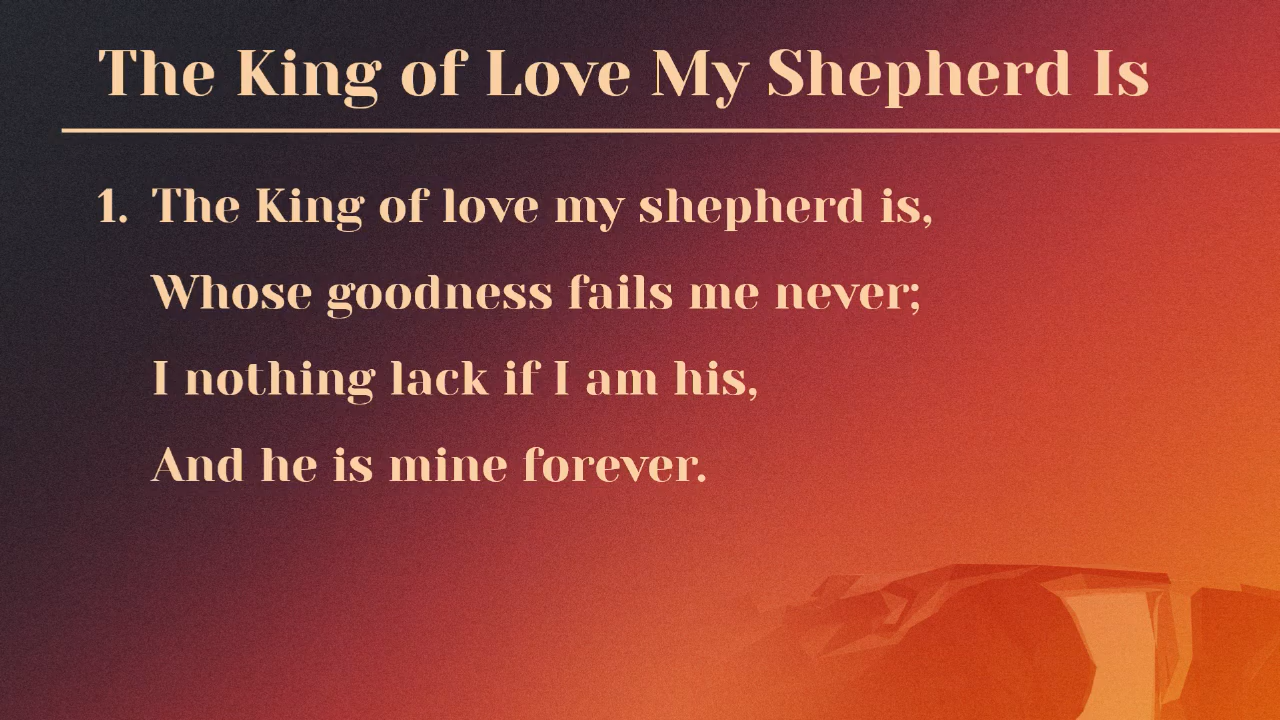 The King of Love My Shepherd Is
1. The King of love my shepherd is,
Whose goodness fails me never;
I nothing lack if I am his,
And he is mine forever.